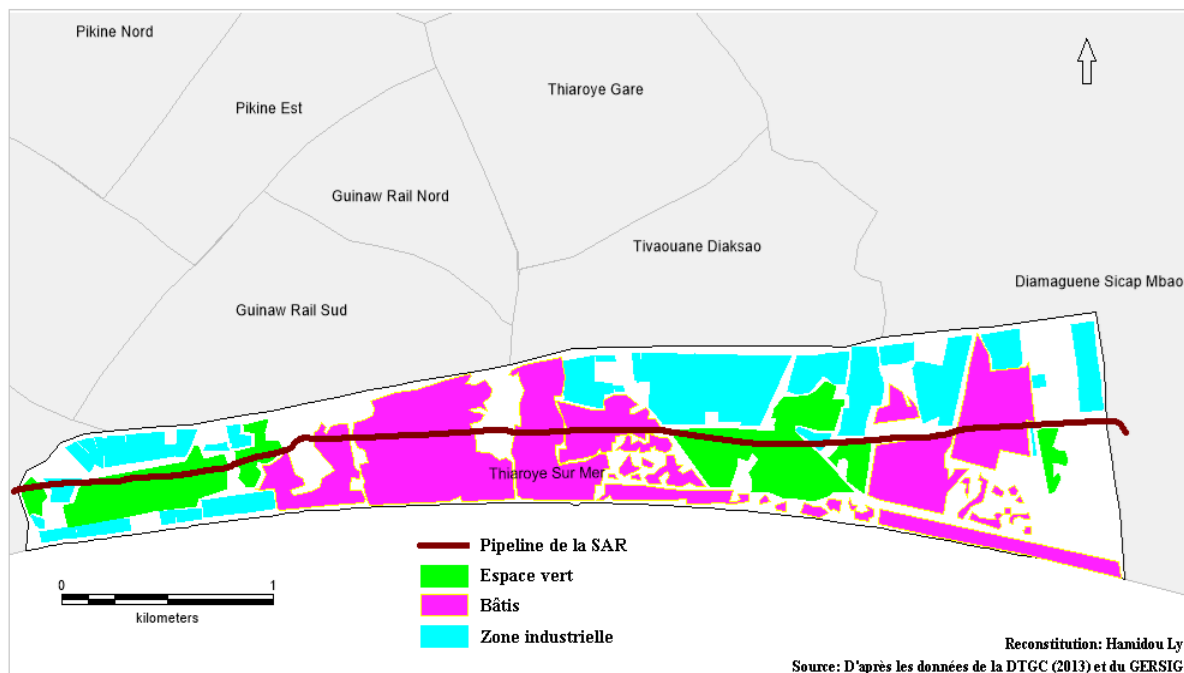 Pikine Nord
Thiaroye Gare
Pikine Est
Guinaw Rail Nord
Tivaouane Diaksao
Diamaguene Sicap Mbao
Guinaw Rail Sud
Thiaroye Sur Mer
Pipeline de la SAR
Espace vert
Bâtis
Zone industrielle
0 1
kilometers
Reconstitution: Hamidou Ly
Source: D'après les données de la DTGC (2013) et du GERSIG